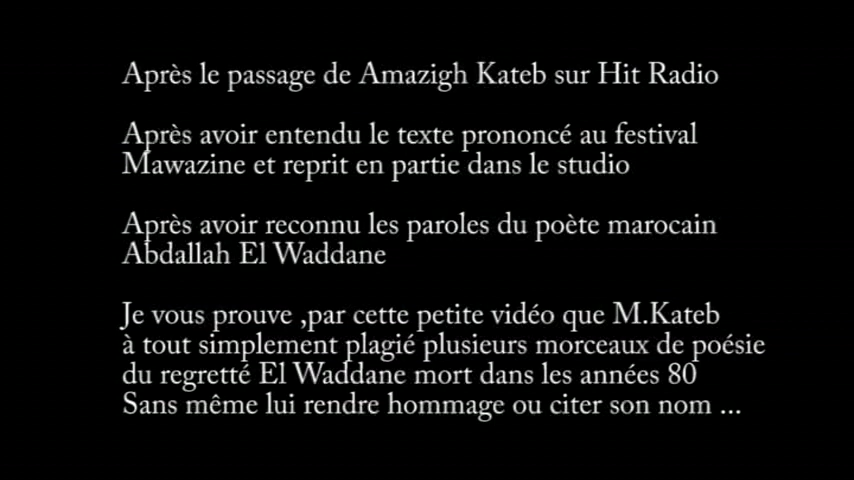 Après le passage de Amazigh Kateb sur Hit Radio
Après avoir entendu le texte prononcé au festival
Mawazine et reprit en partie dans le studio
Après avoir reconnu les paroles du poète marocain
Abdallah El Waddane
Je vous prouve ,par cette petite vidéo que M.Kateb
à tout simplement plagié plusieurs morceaux de poésie
du regretté El Waddane mort dans les années 80
Sans même lui rendre hommage ou citer son nom ...